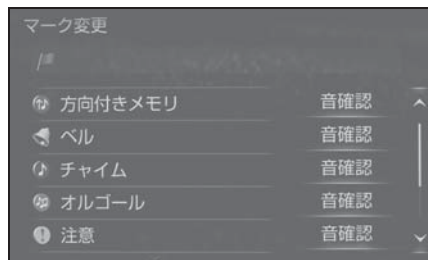 マーク変更
方向付きメモリ 音確認
ベル 音確認
チャイム 音確認
オルゴール 音確認
注意 音確認